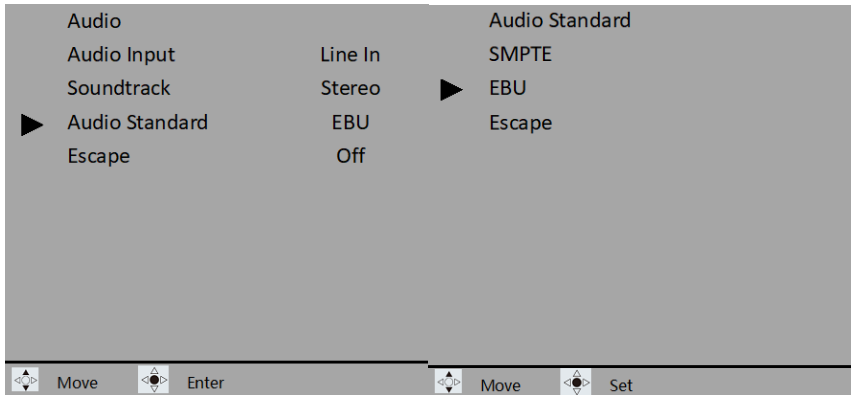 Audio
Audio Input Line In
Soundtrack Stereo
Audio Standard EBU
Escape Off
Move Enter
Audio Standard
SMPTE
EBU
Escape
Move Set